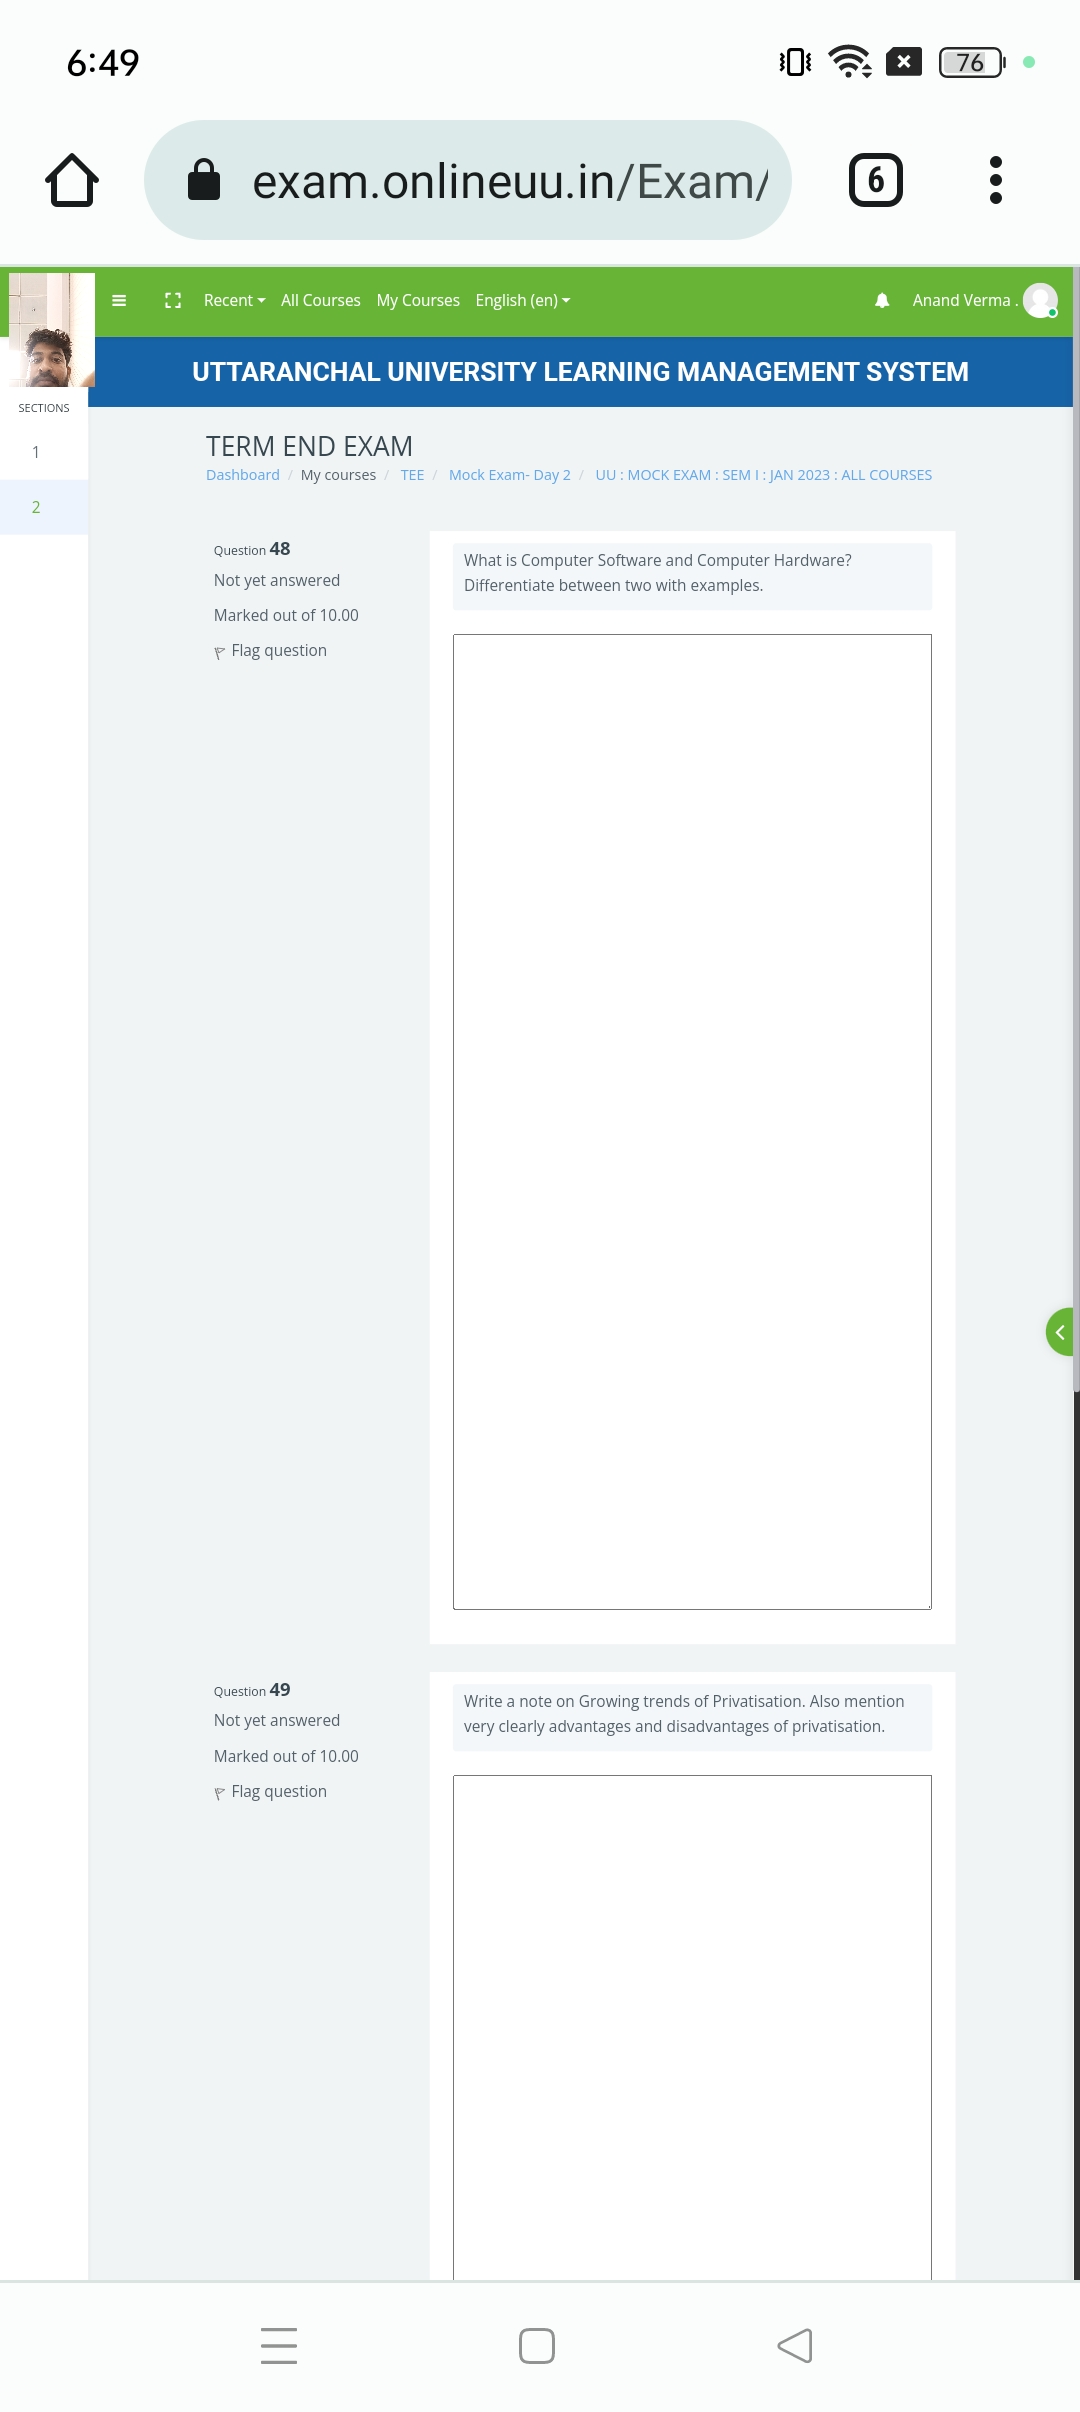 6:49
76
exam.onlineuu.in/Exam/
6
Recent All Courses My Courses English (en) Anand Verma .
UTTARANCHAL UNIVERSITY LEARNING MANAGEMENT SYSTEM
SECTIONS
1
2
TERM END EXAM
Dashboard / My courses / TEE / Mock Exam- Day 2 / UU : MOCK EXAM : SEM I : JAN 2023 : ALL COURSES
Question 48
Not yet answered
Marked out of 10.00
Flag question
What is Computer Software and Computer Hardware?
Differentiate between two with examples.
Question 49
Not yet answered
Marked out of 10.00
Flag question
Write a note on Growing trends of Privatisation. Also mention
very clearly advantages and disadvantages of privatisation.